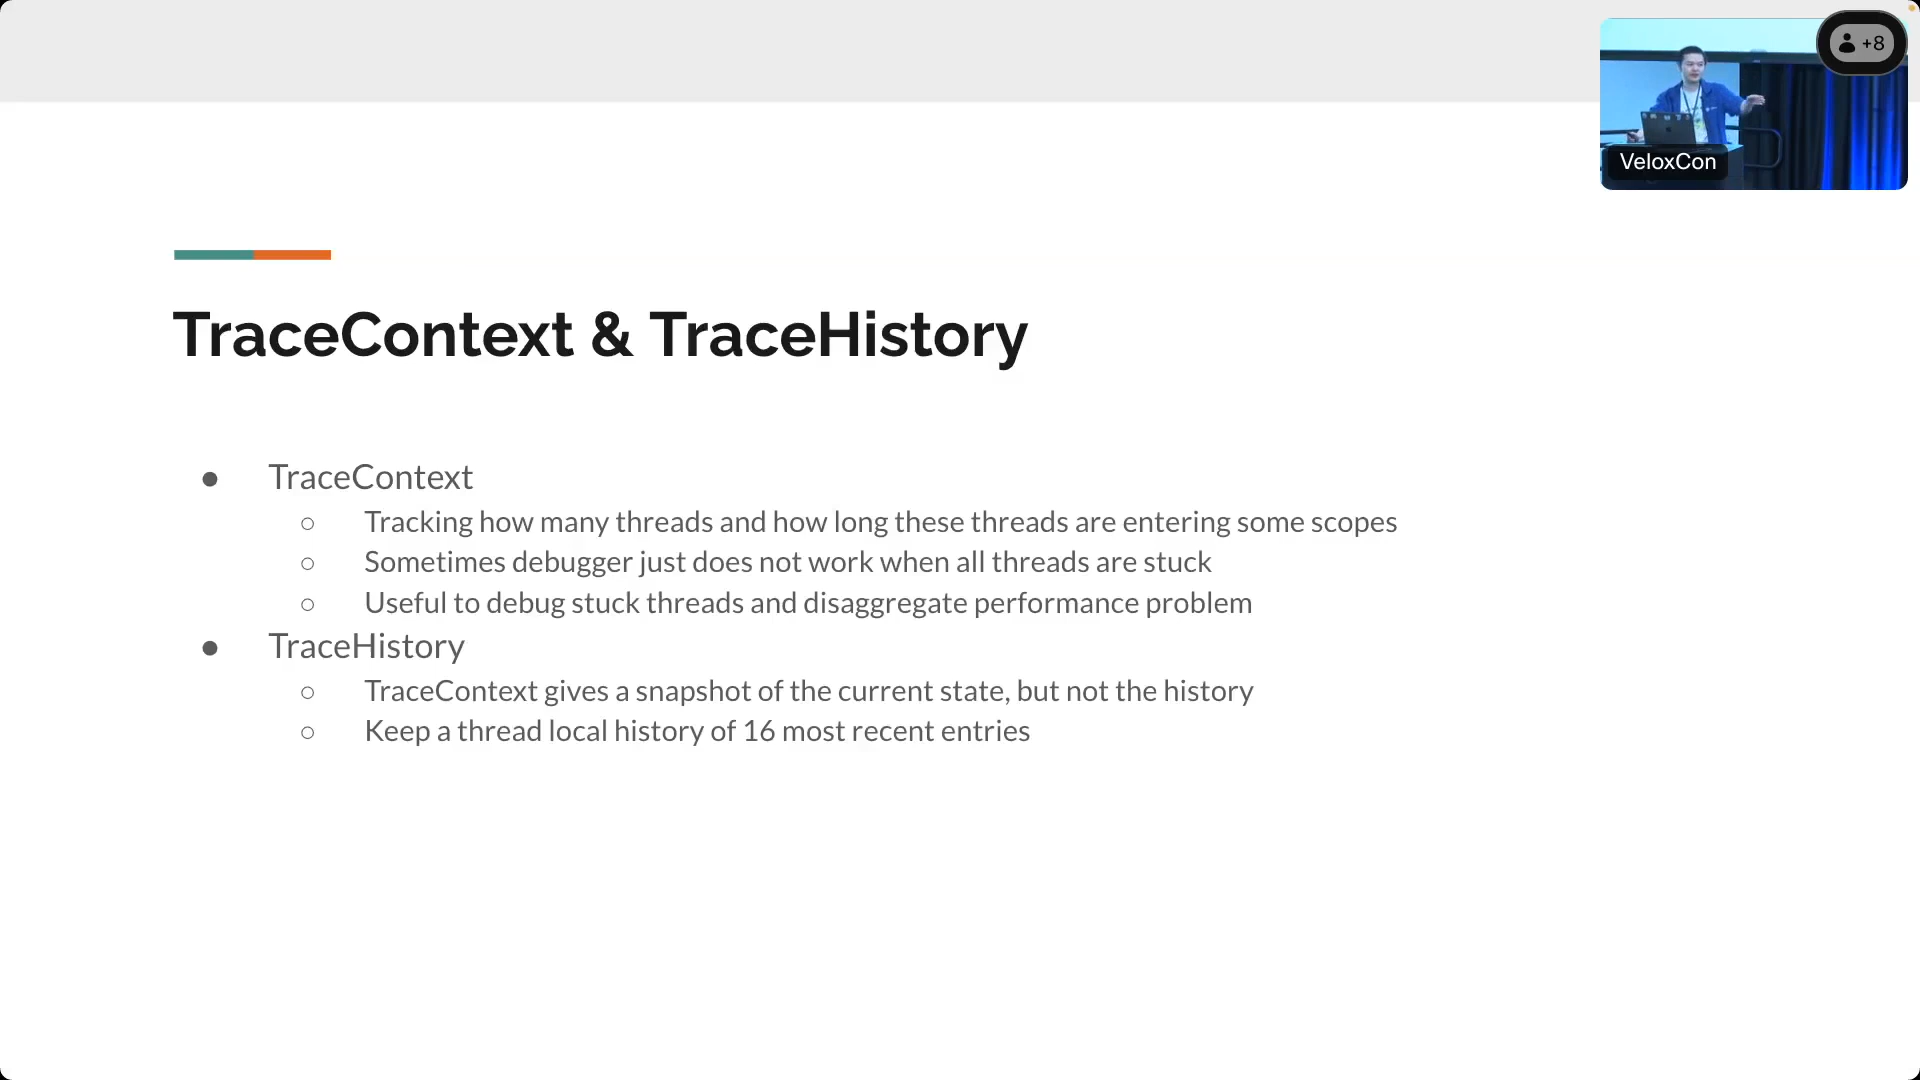 +8
VeloxCon
TraceContext & TraceHistory
● TraceContext
○ Tracking how many threads and how long these threads are entering some scopes
○ Sometimes debugger just does not work when all threads are stuck
○ Useful to debug stuck threads and disaggregate performance problem
● TraceHistory
○ TraceContext gives a snapshot of the current state, but not the history
○ Keep a thread local history of 16 most recent entries